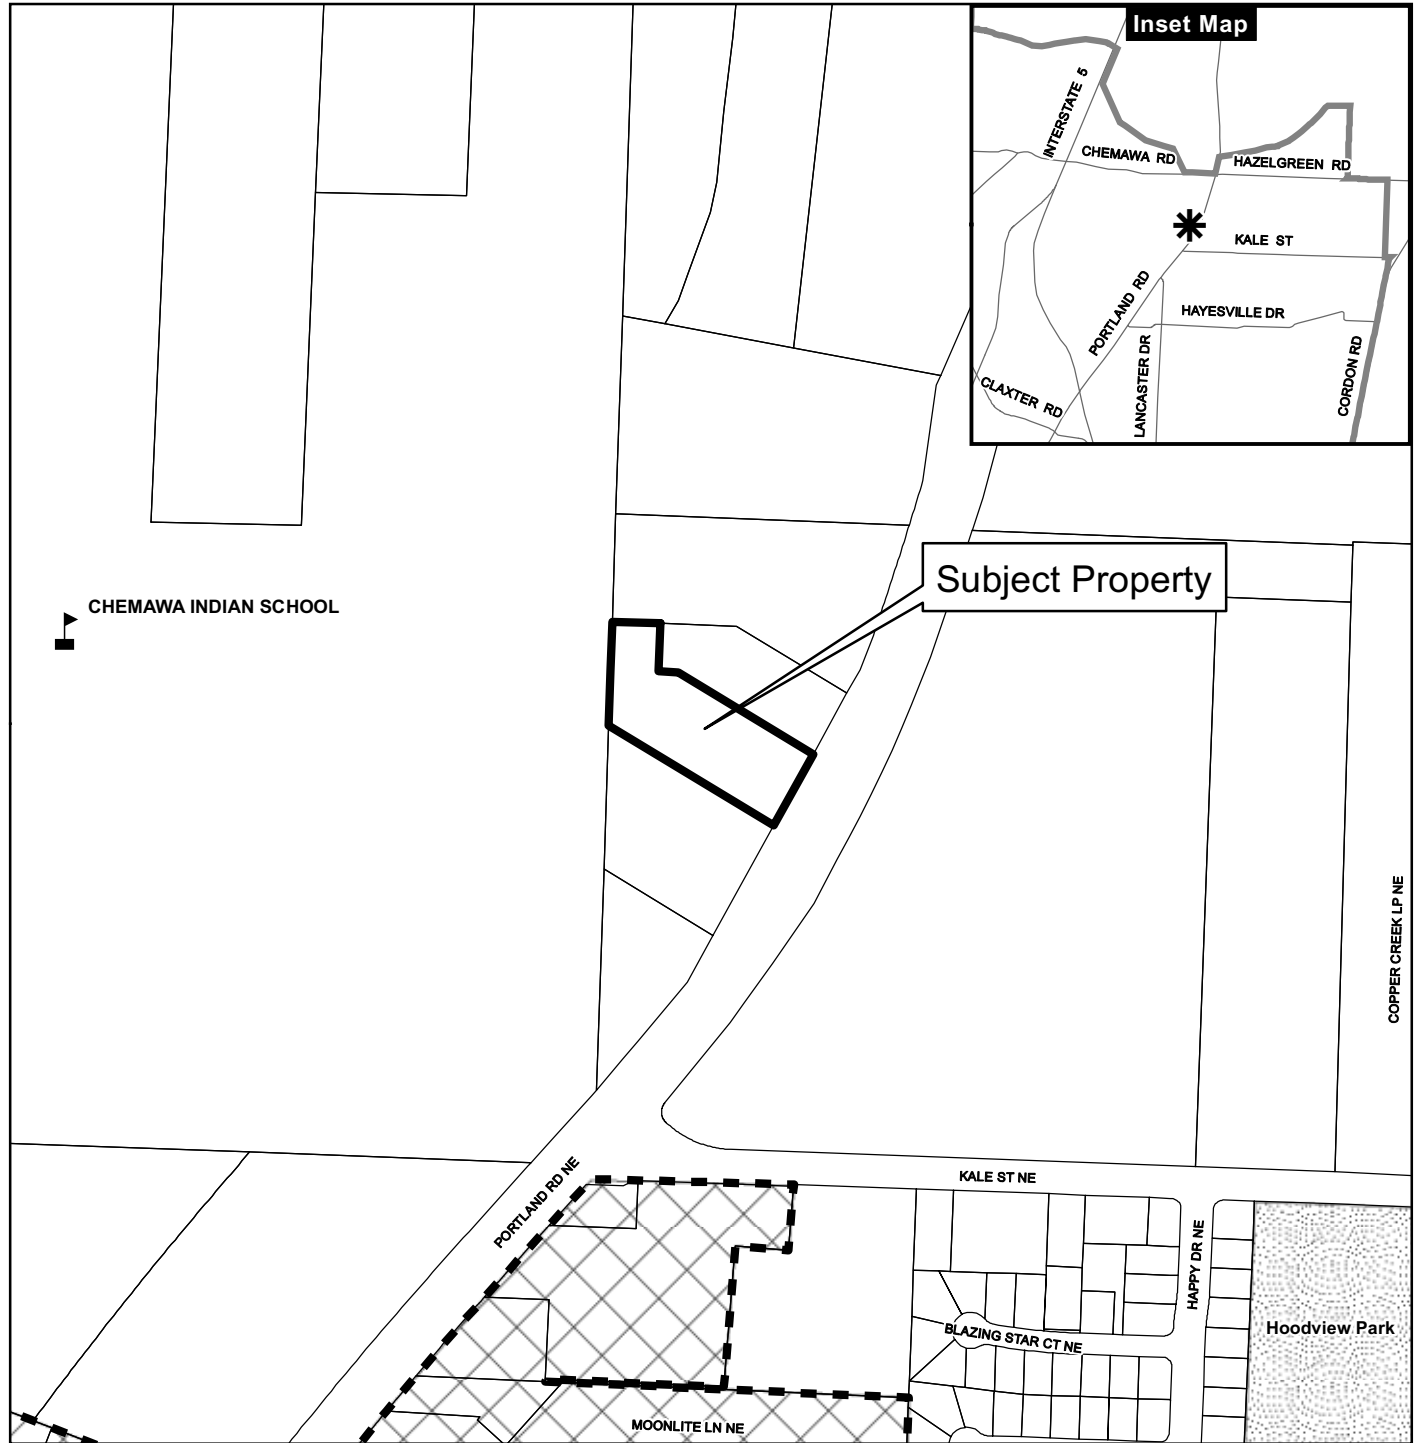 Inset Map
INTERSTATE 5
CHEMAWA RD
HAZELGREEN RD
KALE ST
PORTLAND RD
HAYESVILLE DR
LANCASTER DR
CLAXTER RD
CORDON RD
Subject Property
CHEMAWA INDIAN SCHOOL
COPPER CREEK LP NE
PORTLAND RD NE
KALE ST NE
HAPPY DR NE
BLAZING STAR CT NE
Hoodview Park
MOONLITE LN NE